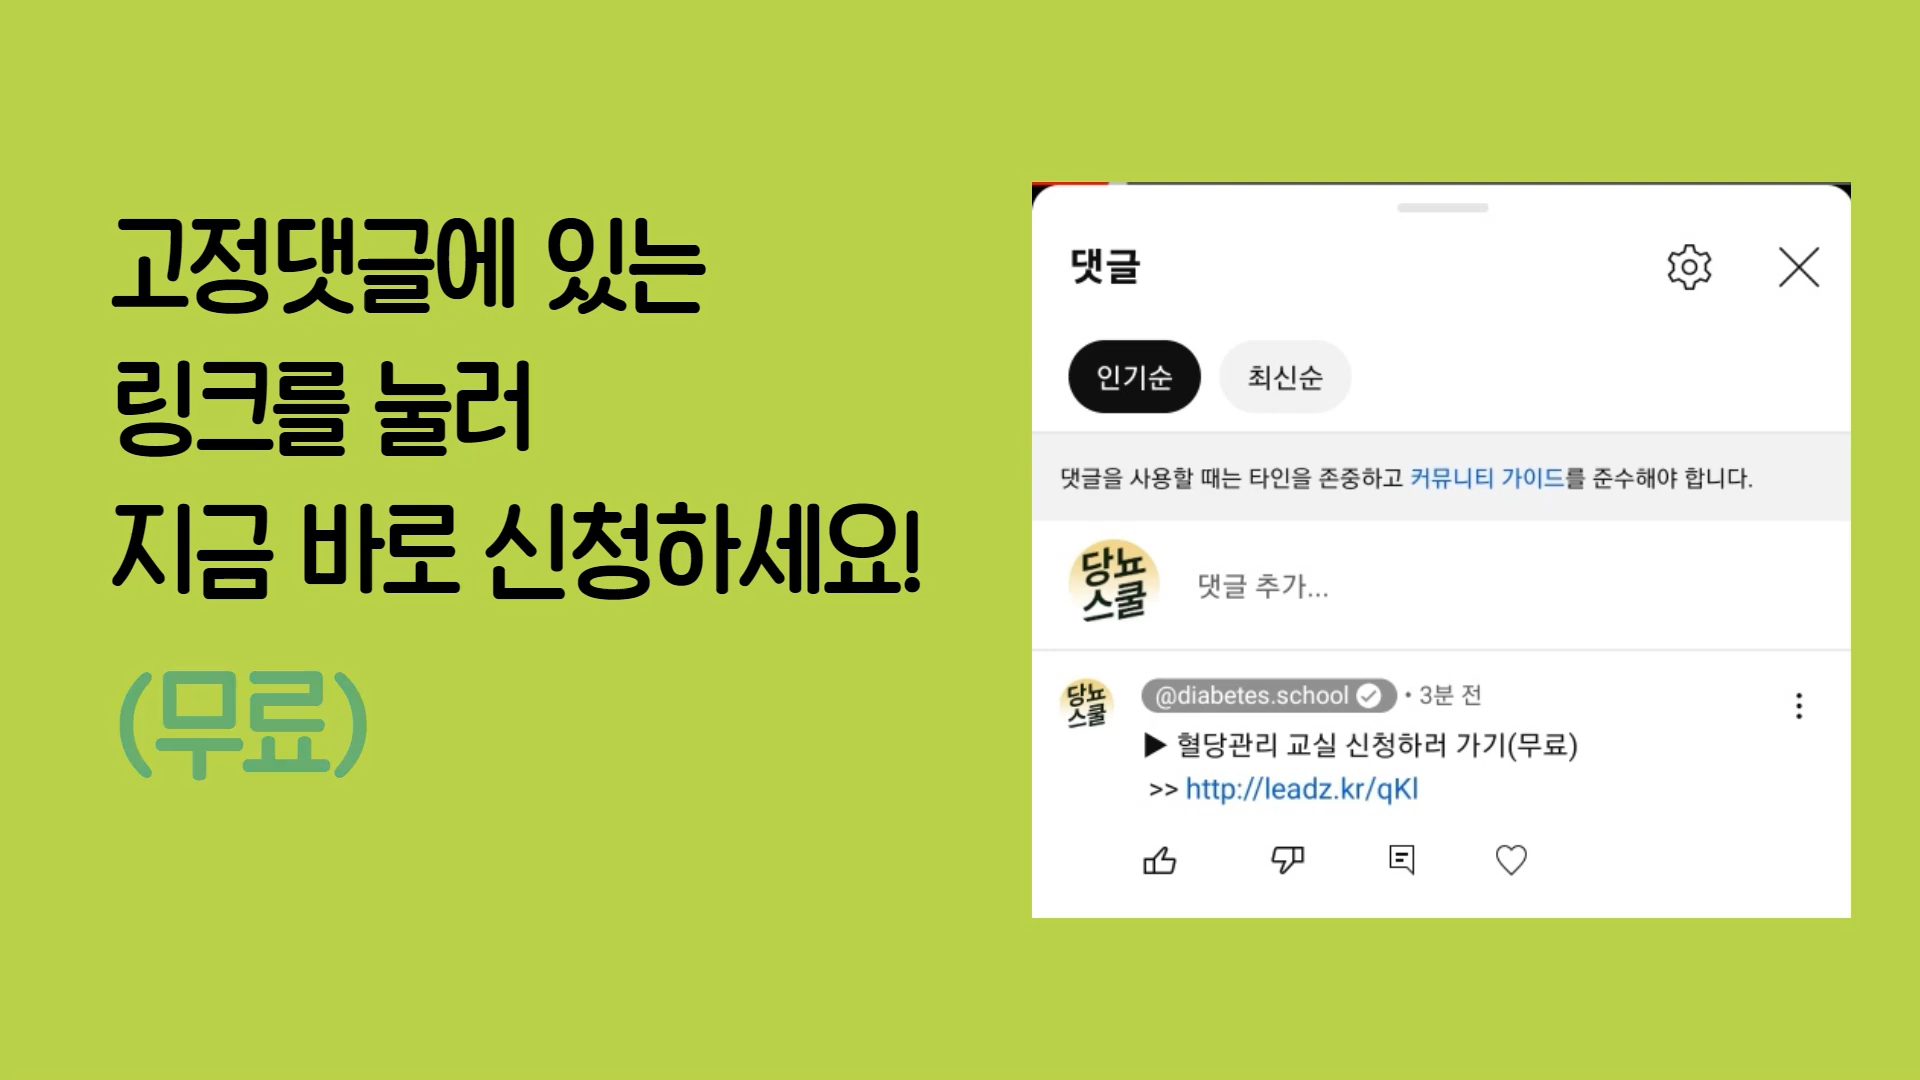 고정댓글에 있는
링크를 눌러
지금 바로 신청하세요!
(무료)
댓글
인기순 최신순
댓글을 사용할 때는 타인을 존중하고 커뮤니티 가이드를 준수해야 합니다.
당뇨
스쿨
댓글 추가...
당뇨
스쿨
@diabetes.school • 3분 전
▶ 혈당관리 교실 신청하러 가기(무료)
>> http://leadz.kr/qKl